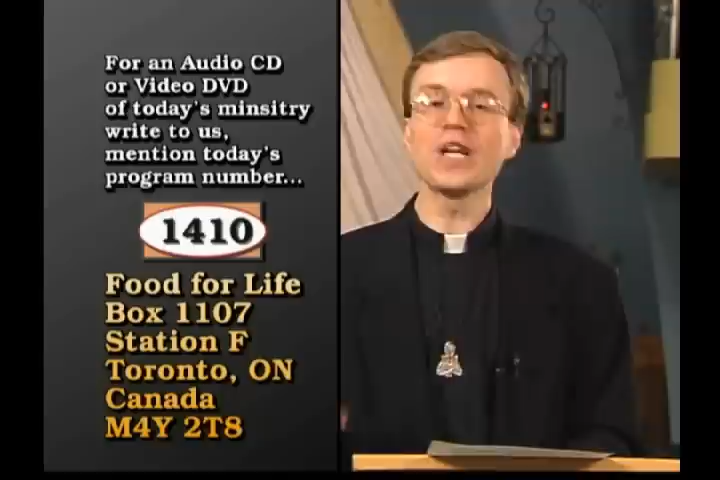 For an Audio CD
or Video DVD
of today's minsitry
write to us,
mention today's
program number...
1410
Food for Life
Box 1107
Station F
Toronto, ON
Canada
M4Y 2T8